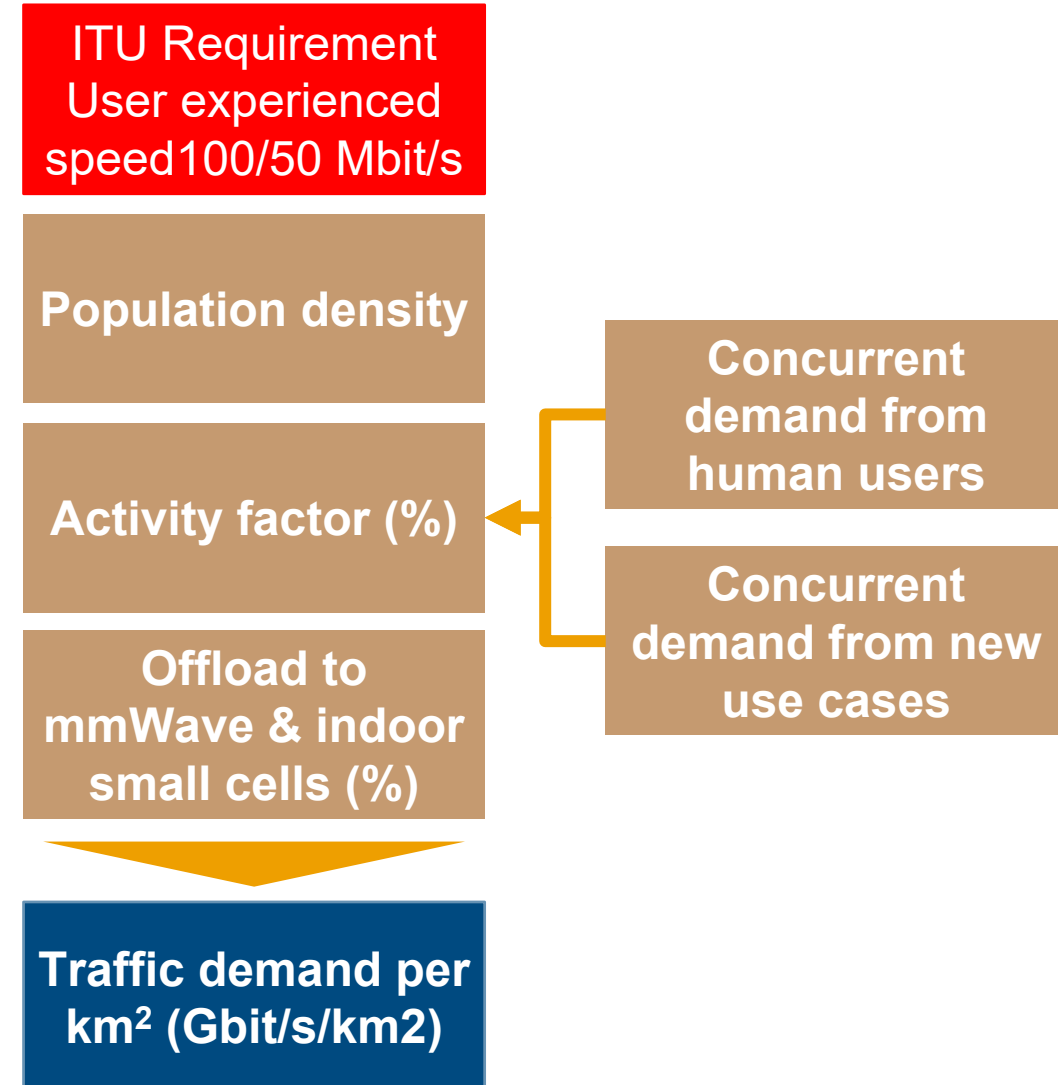 ITU Requirement
User experienced
speed100/50 Mbit/s
Population density
Activity factor (%)
Offload to
mmWave & indoor
small cells (%)
Traffic demand per
km² (Gbit/s/km2)
Concurrent
demand from
human users
Concurrent
demand from new
use cases